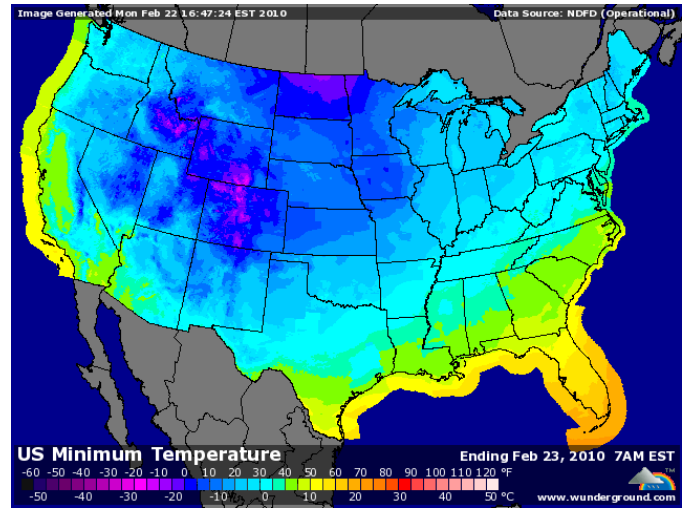 Image Generated Mon Feb 22 16:47:24 EST 2010 Data Source: NDFD (Operational)
US Minimum Temperature Ending Feb 23, 2010 7AM EST
-60 -50 -40 -30 -20 -10 0 10 20 30 40 50 60 70 80 90 100 110 120 °F
-50 -40 -30 -20 -10 0 10 20 30 40 50 °C
www.wunderground.com